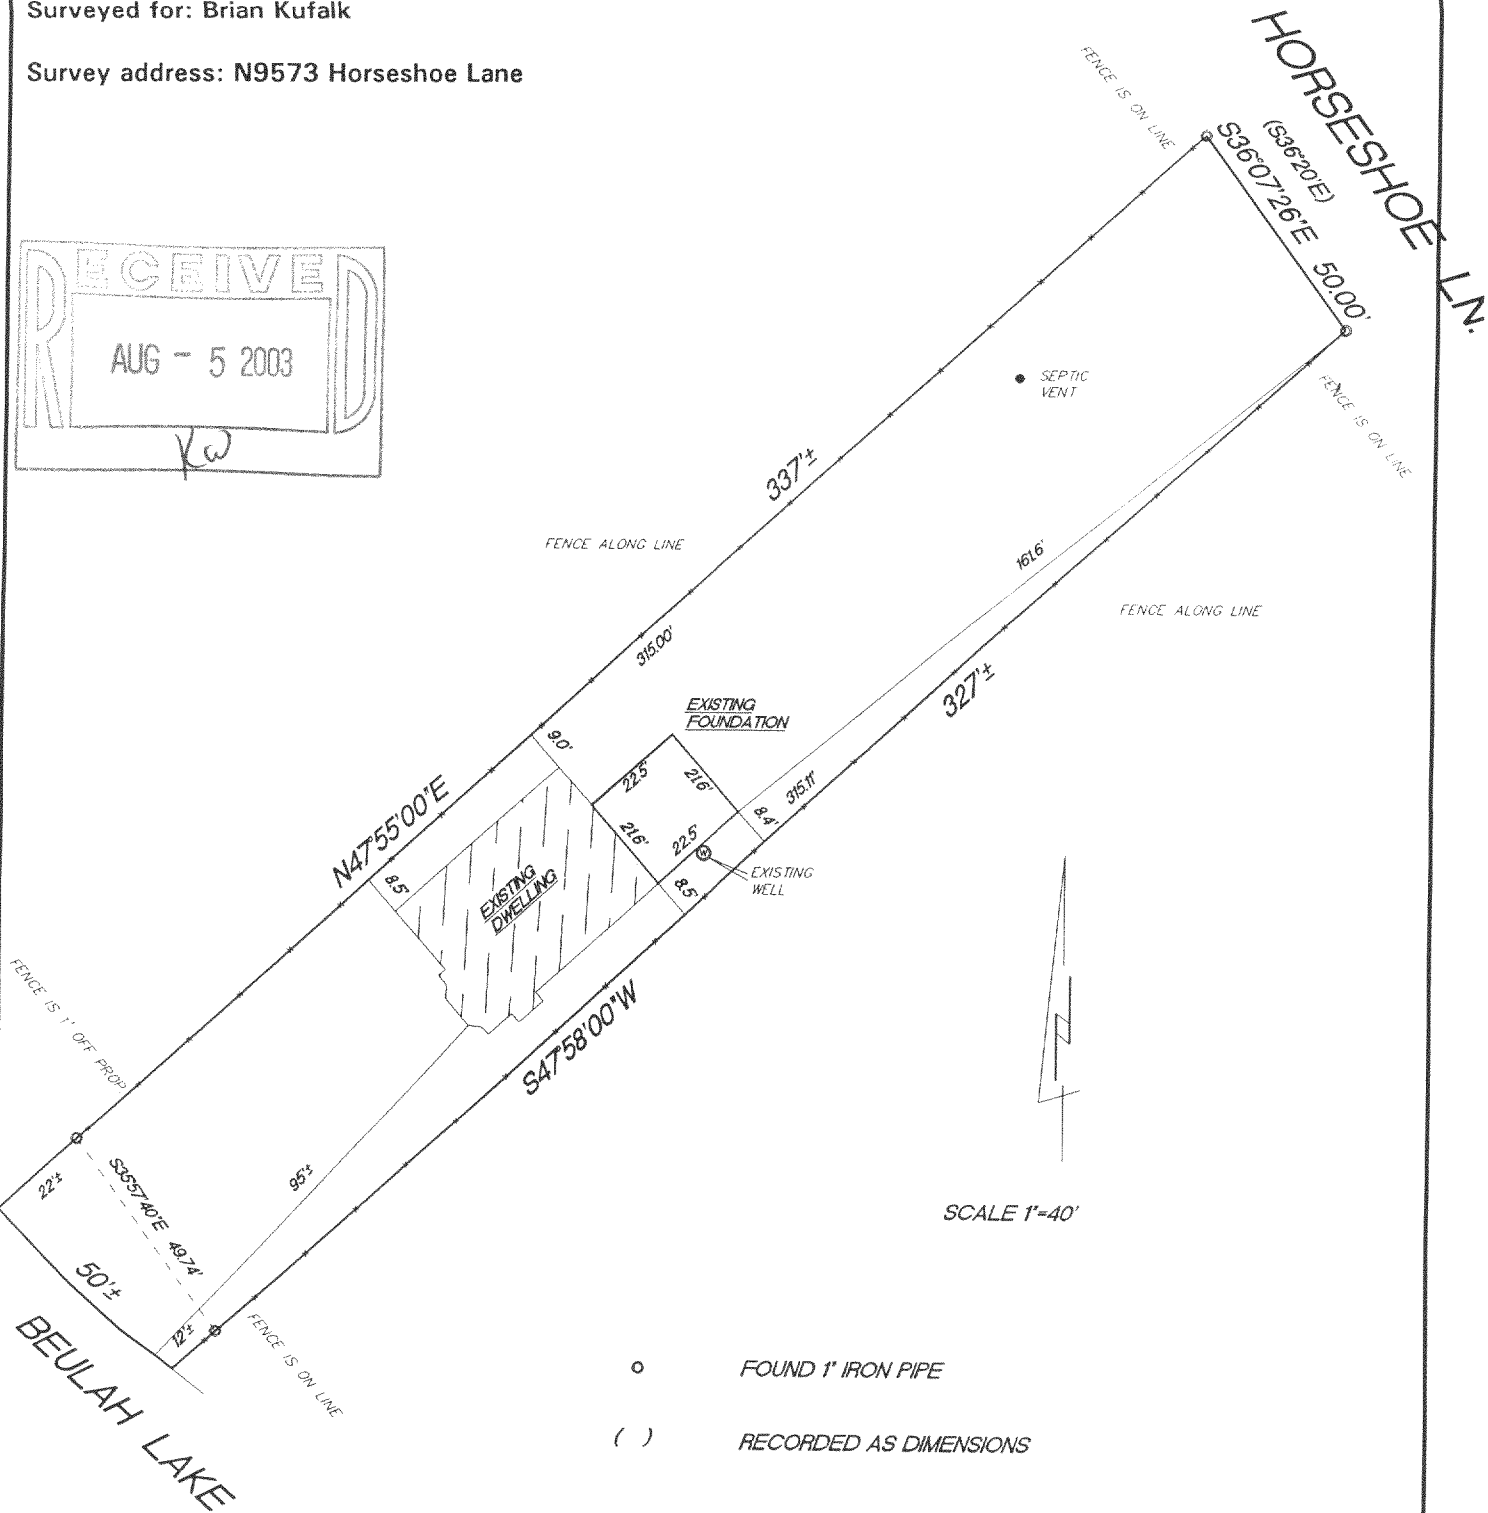 Surveyed for: Brian Kufalk
Survey address: N9573 Horseshoe Lane
HORSESHOE LN.
FENCE IS ON LINE
(S36°20'E)
S36°07'26"E 50.00'
RECEIVED
AUG - 5 2003
KW
SEPTIC
VENT
FENCE IS ON LINE
337'±
FENCE ALONG LINE
161.6'
FENCE ALONG LINE
315.00'
327'±
EXISTING
FOUNDATION
9.0'
22.5'
21.6'
315.11'
8.4'
21.6'
22.5'
N47°55'00"E
8.5'
EXISTING
DWELLING
8.5'
EXISTING
WELL
S47°58'00"W
FENCE IS 1' OFF PROP
22'±
S35°57'40"E 49.74'
95'±
50'±
12'±
FENCE IS ON LINE
BEULAH LAKE
N
SCALE 1"=40'
FOUND 1" IRON PIPE
( ) RECORDED AS DIMENSIONS